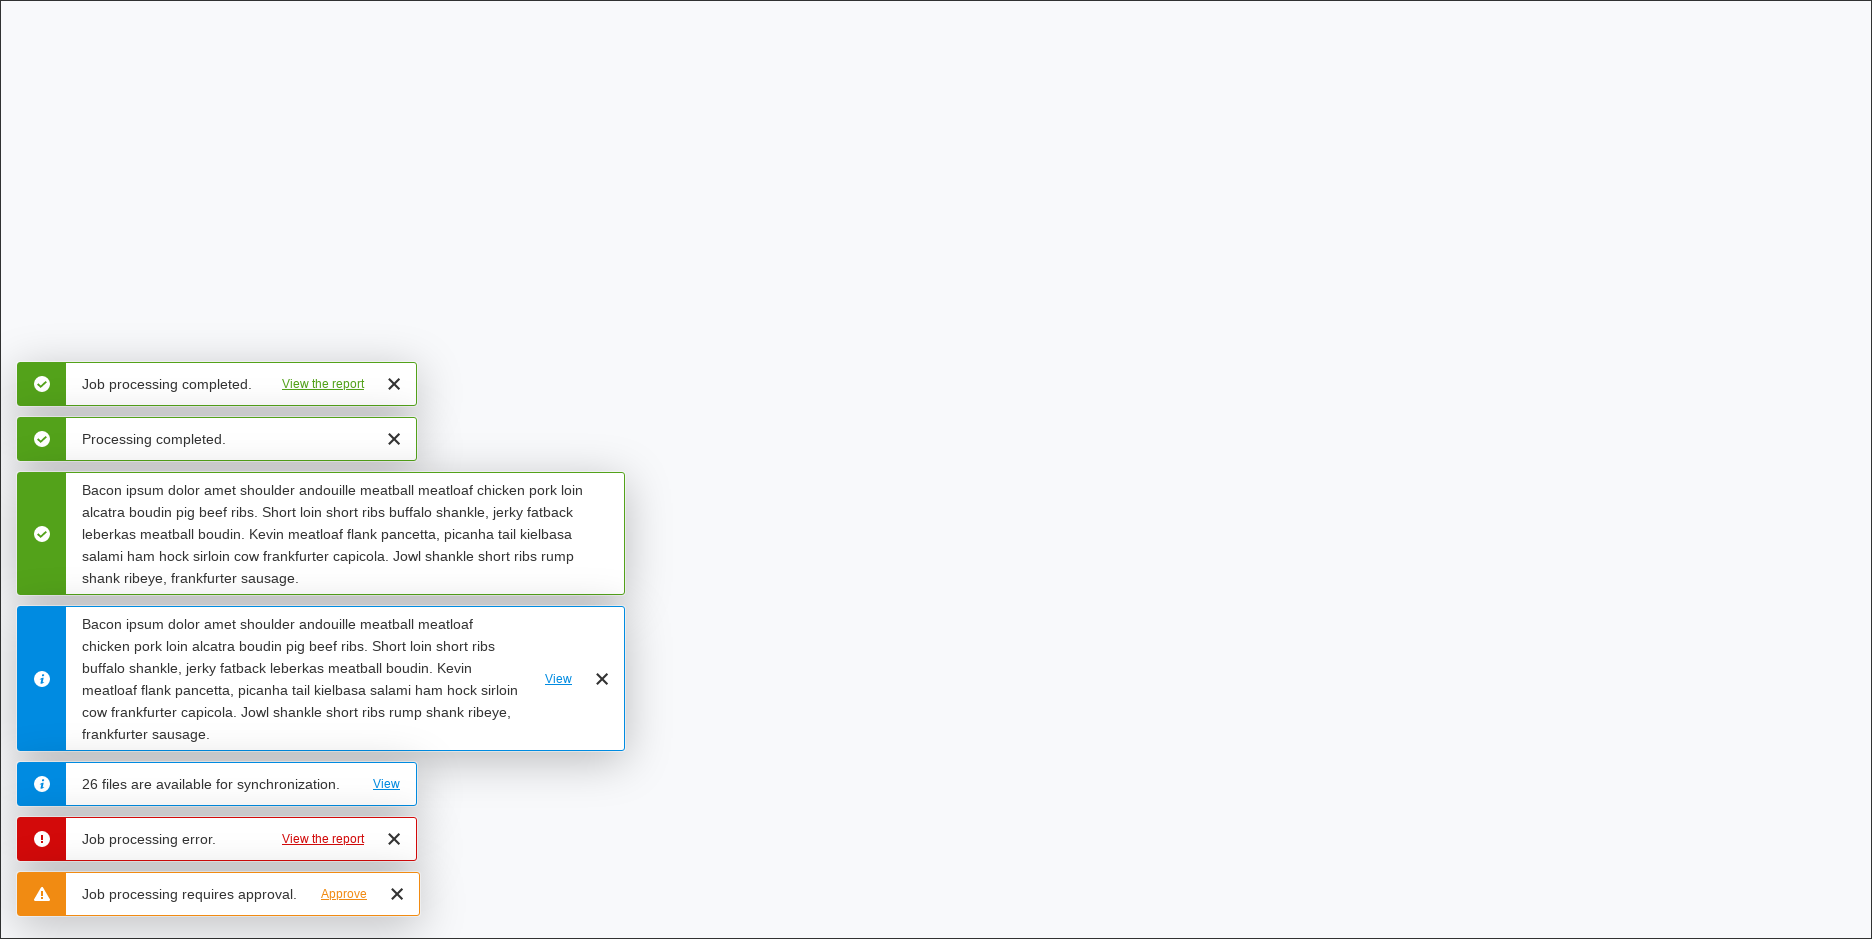 Job processing completed. View the report
Processing completed.
Bacon ipsum dolor amet shoulder andouille meatball meatloaf chicken pork loin
alcatra boudin pig beef ribs. Short loin short ribs buffalo shankle, jerky fatback
leberkas meatball boudin. Kevin meatloaf flank pancetta, picanha tail kielbasa
salami ham hock sirloin cow frankfurter capicola. Jowl shankle short ribs rump
shank ribeye, frankfurter sausage.
Bacon ipsum dolor amet shoulder andouille meatball meatloaf
chicken pork loin alcatra boudin pig beef ribs. Short loin short ribs
buffalo shankle, jerky fatback leberkas meatball boudin. Kevin
meatloaf flank pancetta, picanha tail kielbasa salami ham hock sirloin
cow frankfurter capicola. Jowl shankle short ribs rump shank ribeye,
frankfurter sausage.
View
26 files are available for synchronization. View
Job processing error. View the report
Job processing requires approval. Approve